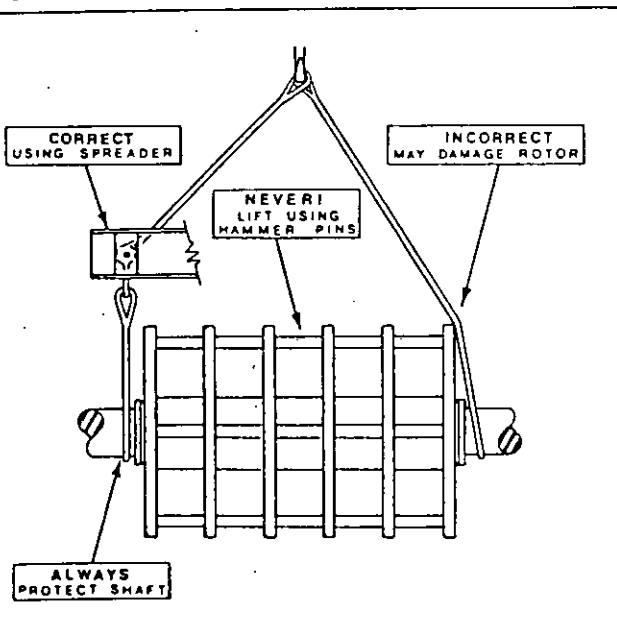 CORRECT
USING SPREADER
INCORRECT
MAY DAMAGE ROTOR
NEVER!
LIFT USING
HAMMER PINS
ALWAYS
PROTECT SHAFT